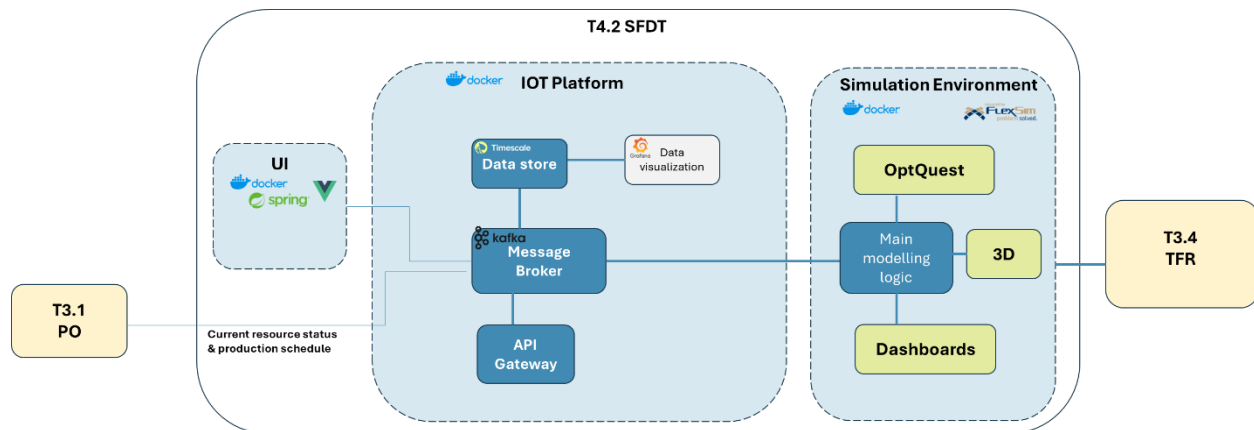 T4.2 SFDT
docker
IOT Platform
Simulation Environment
docker
FLEXSIM
problem solved.
UI
docker
spring
Timescale
Data store
Grafana
Data
visualization
OptQuest
kafka
Message
Broker
Main
modelling
logic
3D
T3.4
TFR
T3.1
PO
Current resource status
& production schedule
API
Gateway
Dashboards